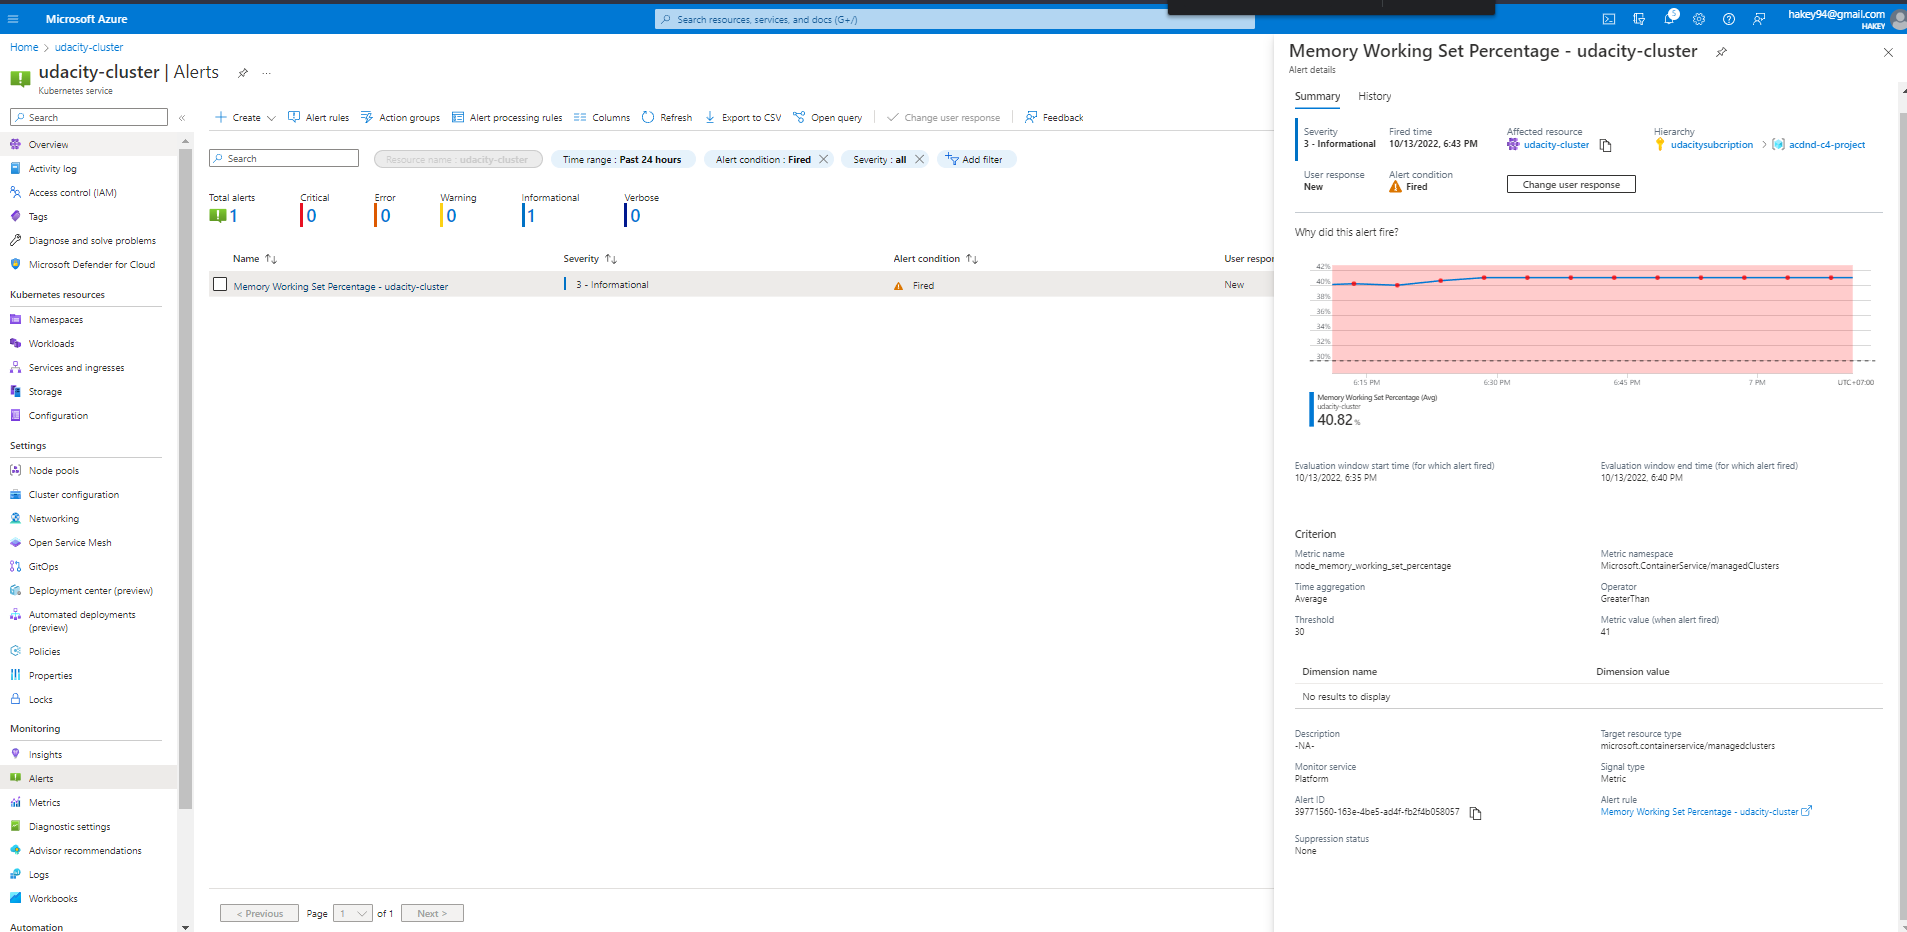 Microsoft Azure
Search resources, services, and docs (G+/)
5
hakey94@gmail.com
HAKEY
Home > udacity-cluster
udacity-cluster | Alerts
...
Kubernetes service
Search
«
Overview
Activity log
Access control (IAM)
Tags
Diagnose and solve problems
Microsoft Defender for Cloud
Kubernetes resources
Namespaces
Workloads
Services and ingresses
Storage
Configuration
Settings
Node pools
Cluster configuration
Networking
Open Service Mesh
GitOps
Deployment center (preview)
Automated deployments
(preview)
Policies
Properties
Locks
Monitoring
Insights
Alerts
Metrics
Diagnostic settings
Advisor recommendations
Logs
Workbooks
Automation
Create
Alert rules
Action groups
Alert processing rules
Columns
Refresh
Export to CSV
Open query
Change user response
Feedback
Search
Resource name : udacity-cluster
Time range : Past 24 hours
Alert condition : Fired
Severity : all
Add filter
Total alerts
1
Critical
0
Error
0
Warning
0
Informational
1
Verbose
0
Name ↑↓
Severity ↑↓
Alert condition ↑↓
User respor
Memory Working Set Percentage - udacity-cluster
3 - Informational
Fired
New
< Previous
Page
1
of 1
Next >
Memory Working Set Percentage - udacity-cluster
Alert details
Summary
History
Severity
3 - Informational
Fired time
10/13/2022, 6:43 PM
Affected resource
udacity-cluster
Hierarchy
udacitysubcription > acdnd-c4-project
User response
New
Alert condition
Fired
Change user response
Why did this alert fire?
42%
40%
38%
36%
34%
32%
30%
6:15 PM
6:30 PM
6:45 PM
7 PM
UTC+07:00
Memory Working Set Percentage (Avg)
udacity-cluster
40.82 %
Evaluation window start time (for which alert fired)
10/13/2022, 6:35 PM
Evaluation window end time (for which alert fired)
10/13/2022, 6:40 PM
Criterion
Metric name
node_memory_working_set_percentage
Metric namespace
Microsoft.ContainerService/managedClusters
Time aggregation
Average
Operator
GreaterThan
Threshold
30
Metric value (when alert fired)
41
Dimension name
Dimension value
No results to display
Description
-NA-
Target resource type
microsoft.containerservice/managedclusters
Monitor service
Platform
Signal type
Metric
Alert ID
39771560-163e-4be5-ad4f-fb2f4b058057
Alert rule
Memory Working Set Percentage - udacity-cluster
Suppression status
None